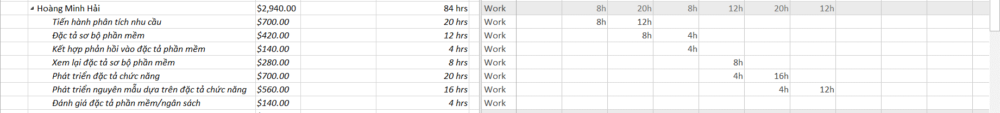 Hoàng Minh Hải $2,940.00 84 hrs Work 8h 20h 8h 12h 20h 12h
Tiến hành phân tích nhu cầu $700.00 20 hrs Work 8h 12h
Đặc tả sơ bộ phần mềm $420.00 12 hrs Work 8h 4h
Kết hợp phản hồi vào đặc tả phần mềm $140.00 4 hrs Work 4h
Xem lại đặc tả sơ bộ phần mềm $280.00 8 hrs Work 8h
Phát triển đặc tả chức năng $700.00 20 hrs Work 4h 16h
Phát triển nguyên mẫu dựa trên đặc tả chức năng $560.00 16 hrs Work 4h 12h
Đánh giá đặc tả phần mềm/ngân sách $140.00 4 hrs Work